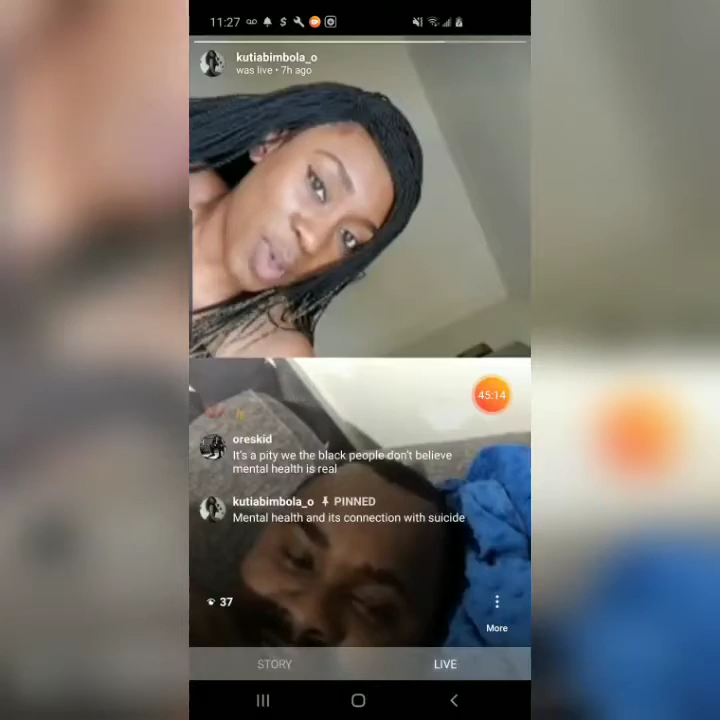 11:27
kutiabimbola_o
was live • 7h ago
45:14
oreskid
It's a pity we the black people don't believe
mental health is real
kutiabimbola_o PINNED
Mental health and its connection with suicide
37
More
STORY LIVE